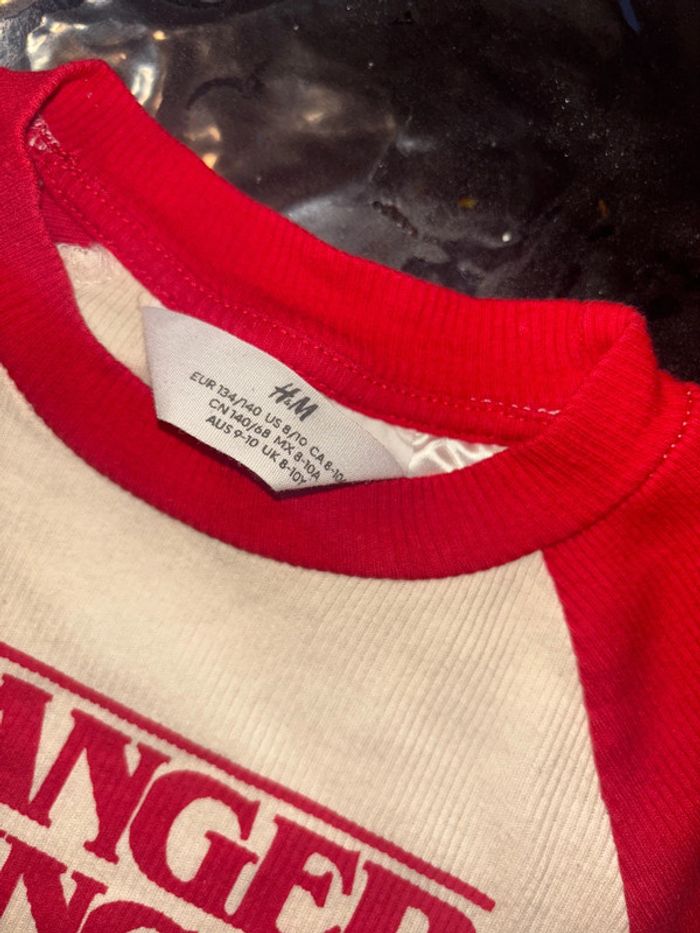 H&M
EUR 134/140 US 8/10 CA 8-10
CN 140/68 MX 8-10A
AUS 9-10 UK 8-10Y
ANGER